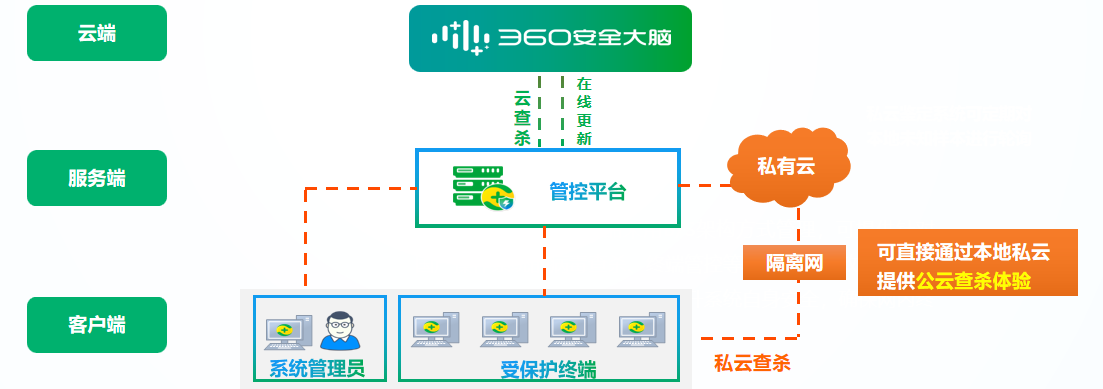 云端
360安全大脑
云查杀
在线更新
服务端
管控平台
私有云
隔离网
可直接通过本地私云
提供公云查杀体验
客户端
系统管理员
受保护终端
私云查杀